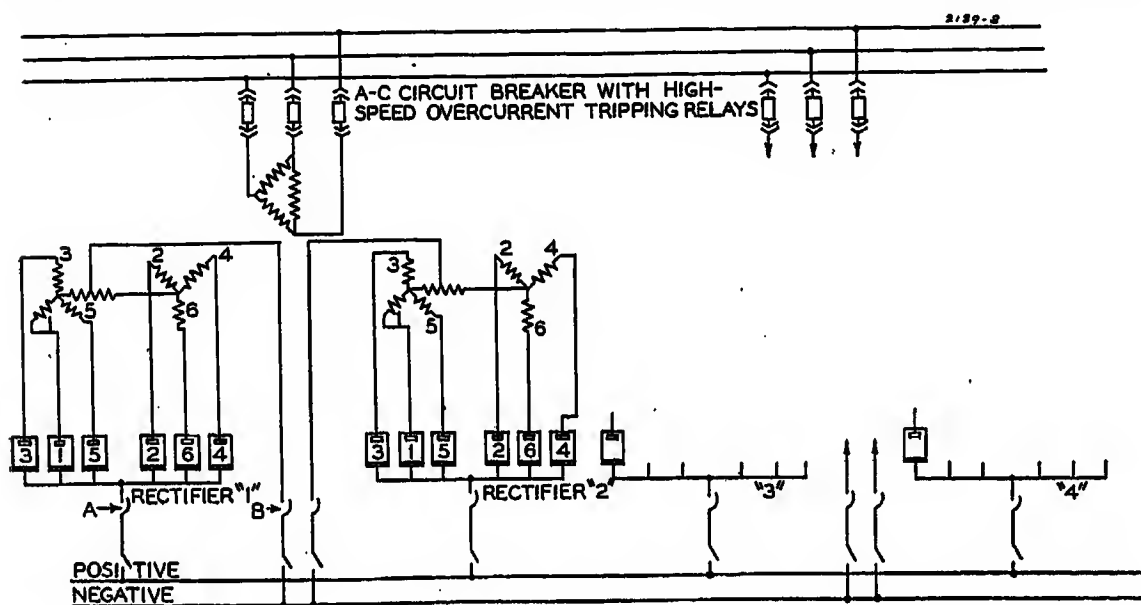 2139-8
A-C CIRCUIT BREAKER WITH HIGH-
SPEED OVERCURRENT TRIPPING RELAYS
3 2 4 3 2 4
5 6 5 6
3 1 5 2 6 4 3 1 5 2 6 4
RECTIFIER "1" RECTIFIER "2" "3" "4"
A B
POSITIVE
NEGATIVE